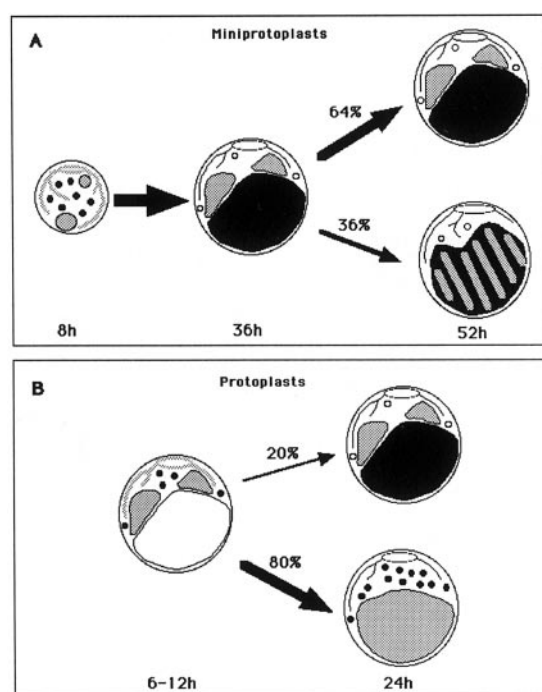 A
Miniprotoplasts
64%
36%
8h
36h
52h
B
Protoplasts
20%
80%
6-12h
24h